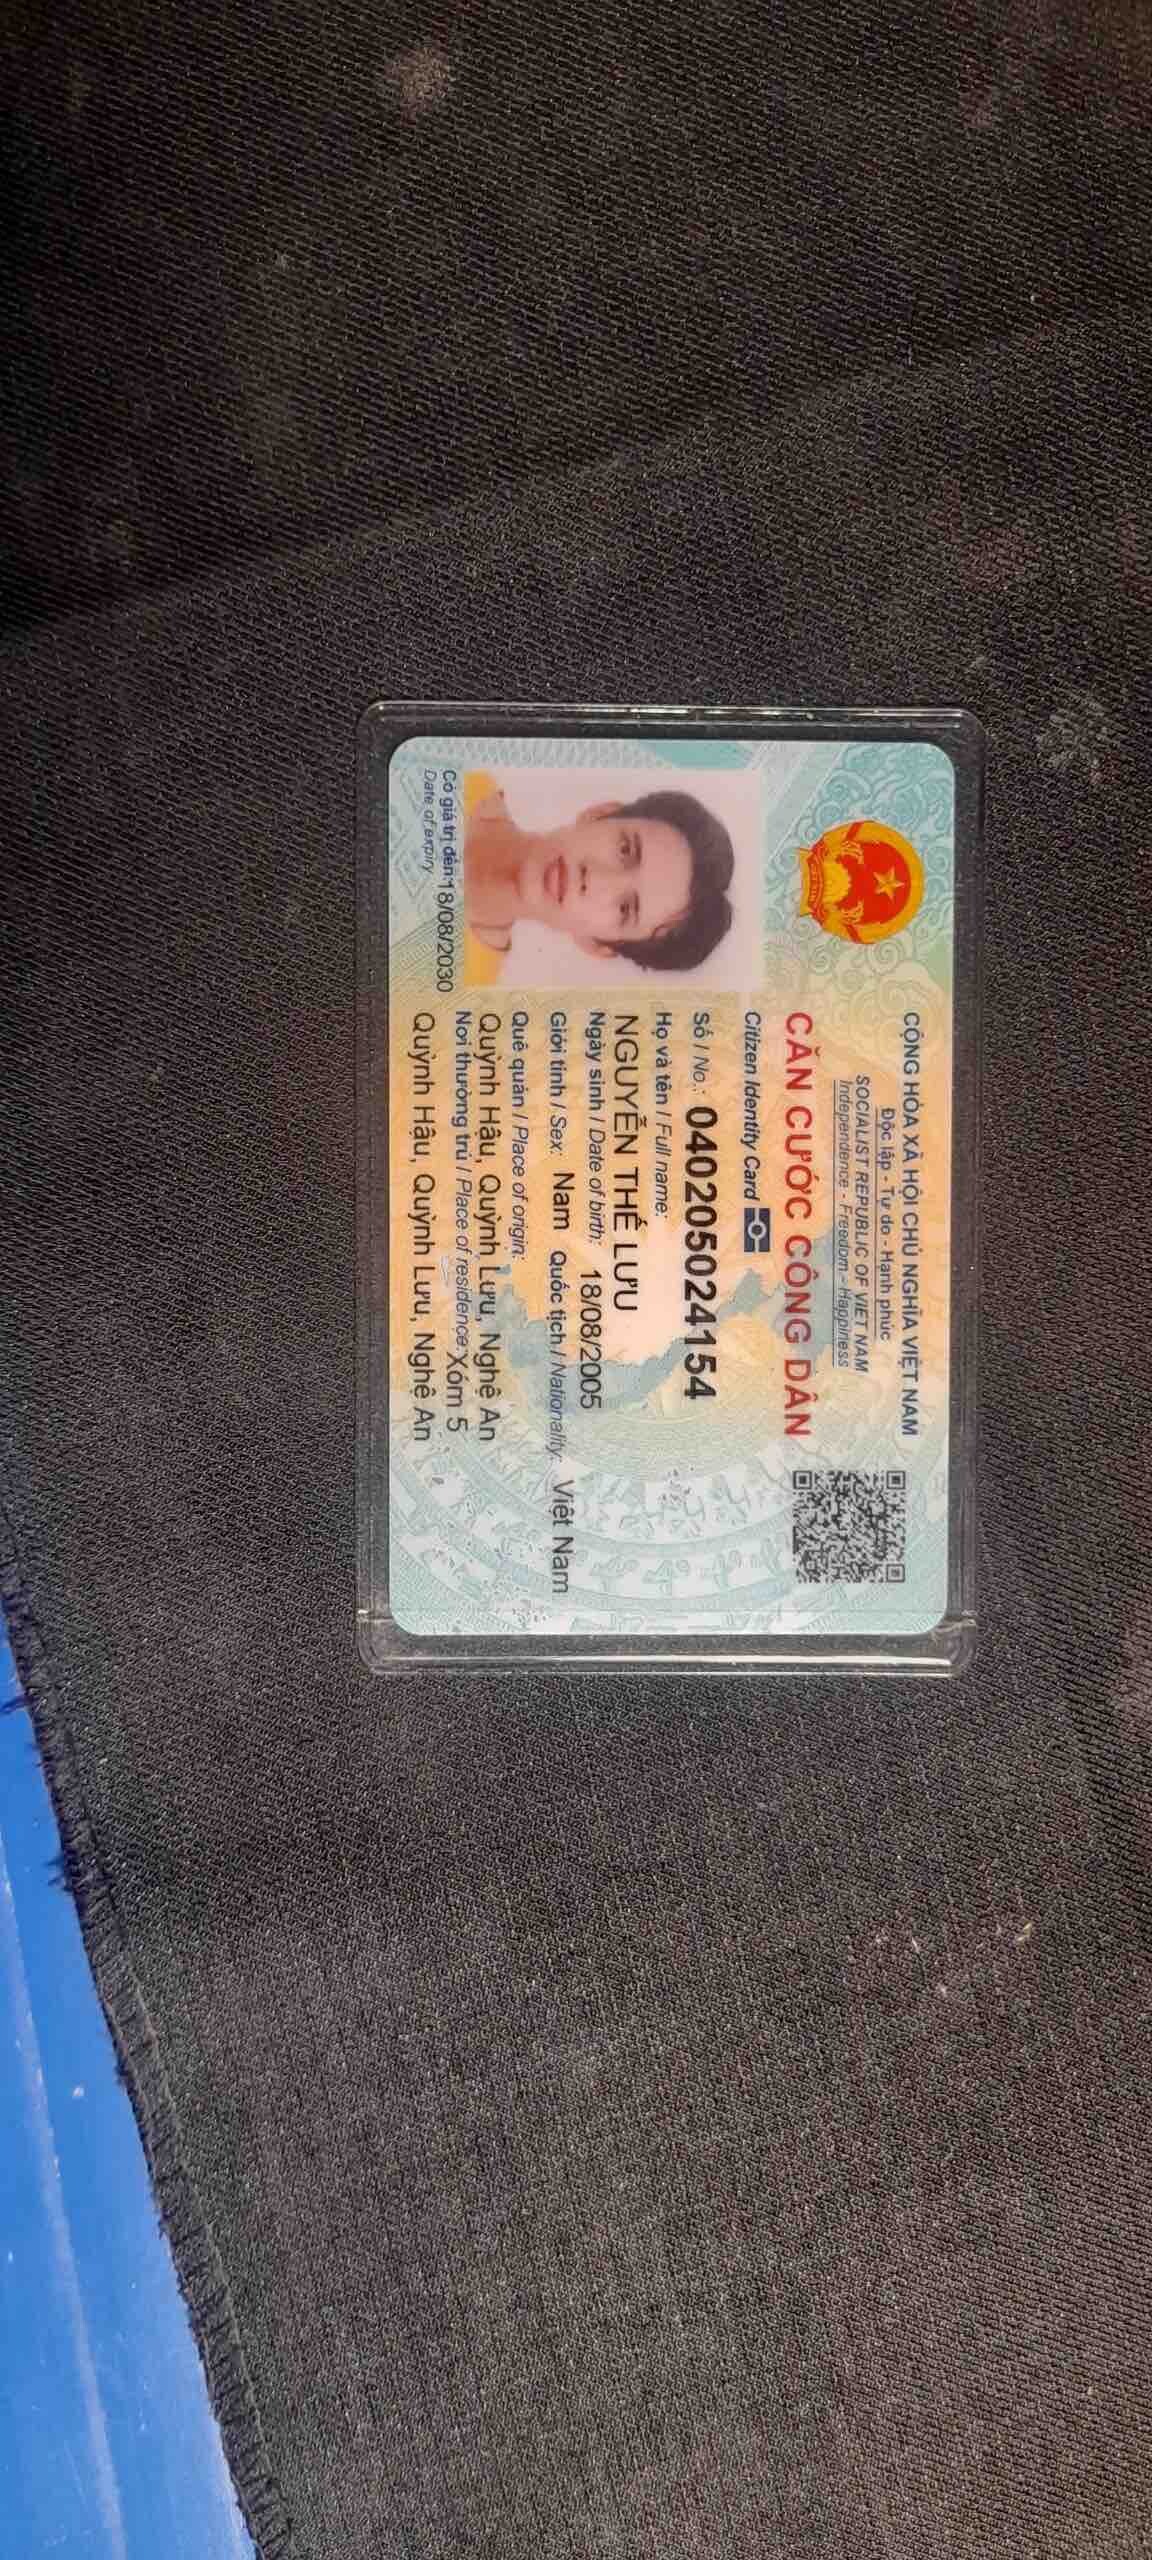 CỘNG HÒA XÃ HỘI CHỦ NGHĨA VIỆT NAM
Độc lập - Tự do - Hạnh phúc
SOCIALIST REPUBLIC OF VIET NAM
Independence - Freedom - Happiness
CĂN CƯỚC CÔNG DÂN
Citizen Identity Card
Số / No.: 040205024154
Họ và tên / Full name:
NGUYỄN THẾ LƯU
Ngày sinh / Date of birth: 18/08/2005
Giới tính / Sex: Nam Quốc tịch / Nationality: Việt Nam
Quê quán / Place of origin:
Quỳnh Hậu, Quỳnh Lưu, Nghệ An
Nơi thường trú / Place of residence: Xóm 5
Quỳnh Hậu, Quỳnh Lưu, Nghệ An
Có giá trị đến: 18/08/2030
Date of expiry